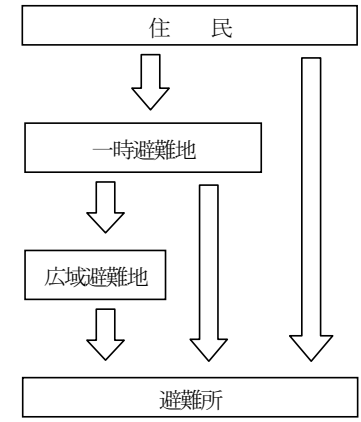 住　民
一時避難地
広域避難地
避難所